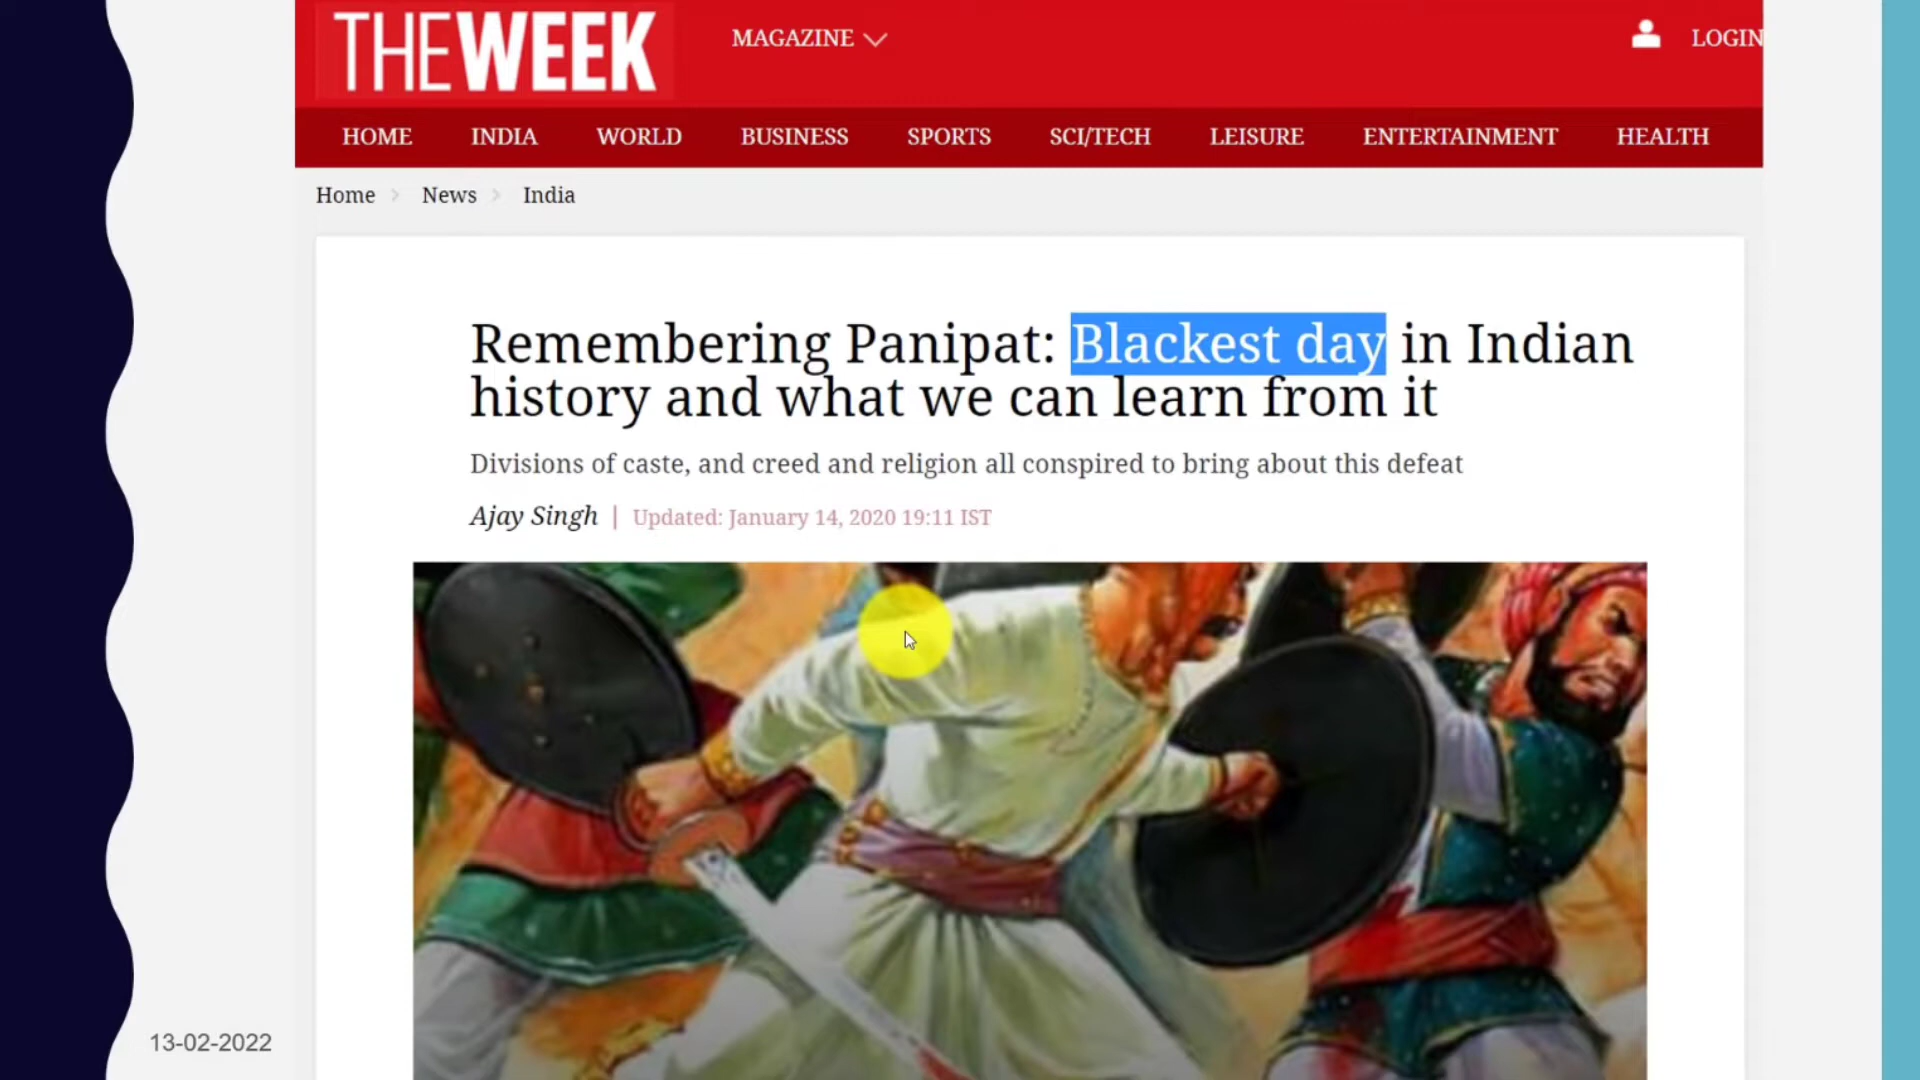 THEWEEK
MAGAZINE
LOGIN
HOME INDIA WORLD BUSINESS SPORTS SCI/TECH LEISURE ENTERTAINMENT HEALTH
Home News India
Remembering Panipat: Blackest day in Indian
history and what we can learn from it
Divisions of caste, and creed and religion all conspired to bring about this defeat
Ajay Singh | Updated: January 14, 2020 19:11 IST
13-02-2022